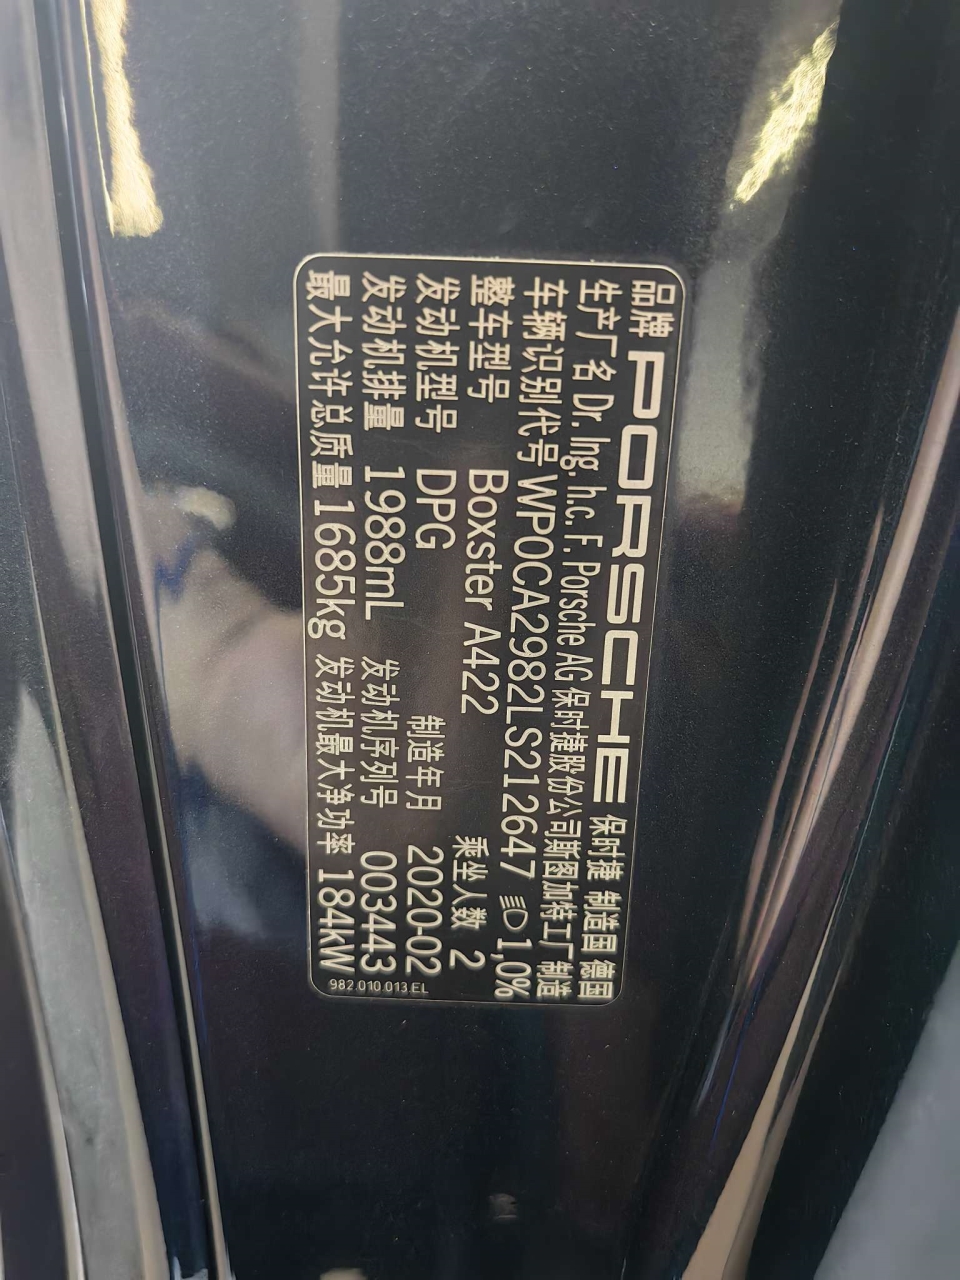 品牌 PORSCHE 保时捷 制造国 德国
生产厂名 Dr. Ing. h.c. F. Porsche AG 保时捷股份公司斯图加特工厂制造
车辆识别代号 WP0CA2982LS212647 1,0%
整车型号 Boxster A422 乘坐人数 2
发动机型号 DPG 制造年月 2020-02
发动机排量 1988mL 发动机序列号 003443
最大允许总质量 1685kg 发动机最大净功率 184kW
982.010.013.EL